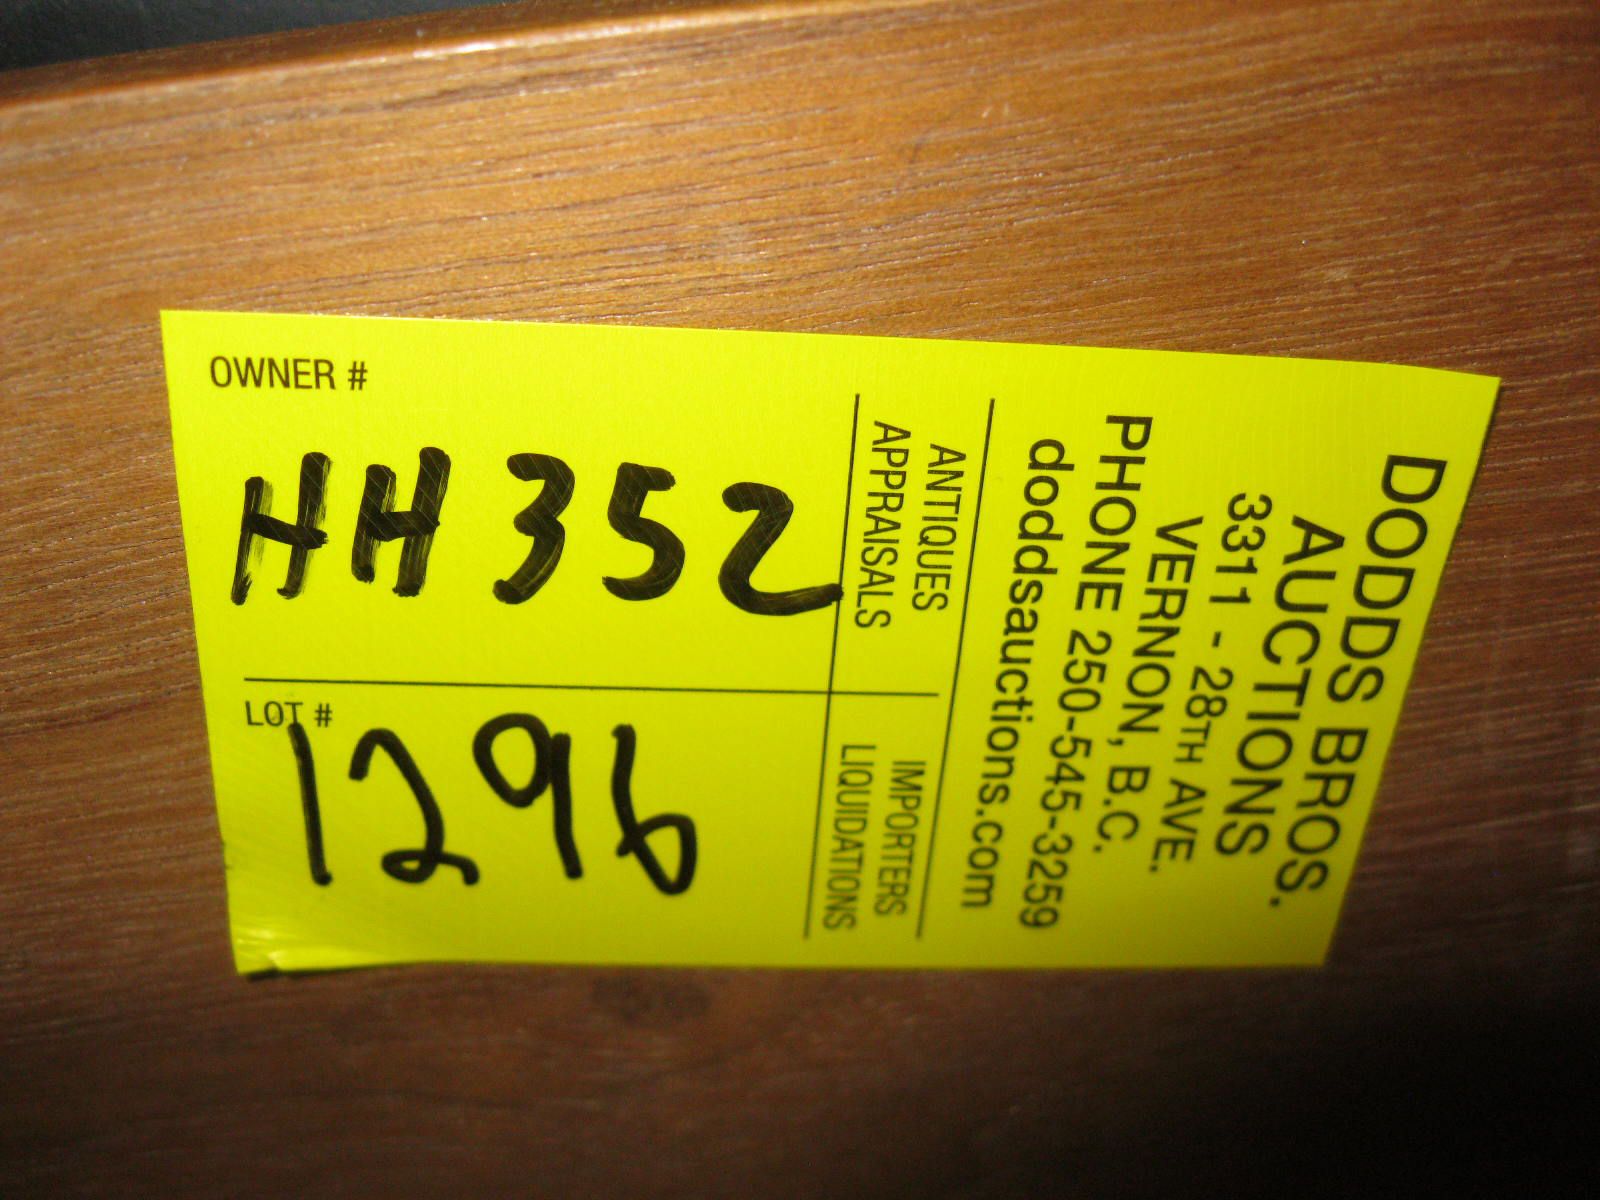 OWNER #
HH352
LOT #
1296
DODDS BROS.
AUCTIONS
3311 - 28TH AVE.
VERNON, B.C.
PHONE 250-545-3259
doddsauctions.com
ANTIQUES
APPRAISALS
IMPORTERS
LIQUIDATIONS